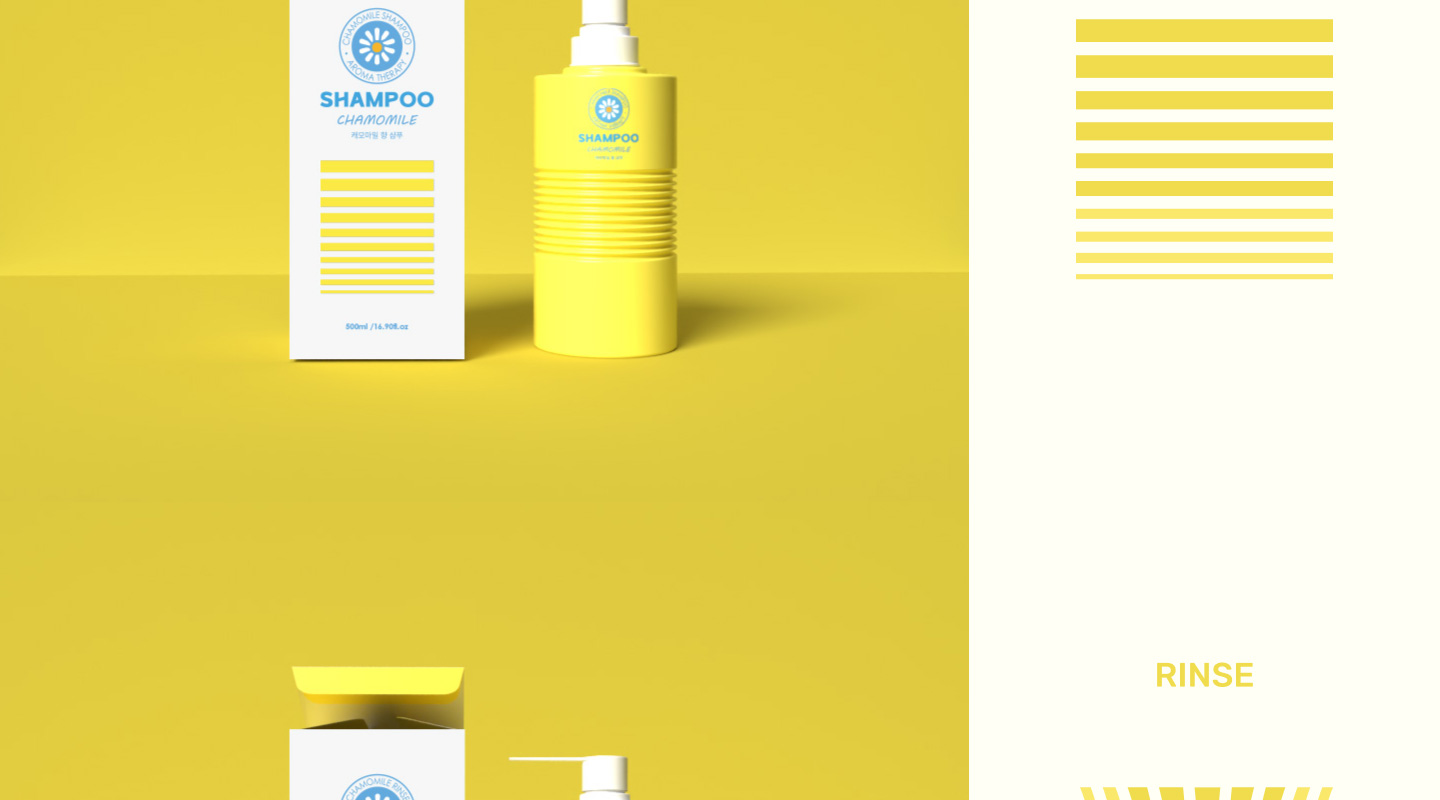 CHAMOMILE SHAMPOO
• AROMA THERAPY •
SHAMPOO
CHAMOMILE
캐모마일 향 샴푸
500ml /16.90fl.oz
SHAMPOO
CHAMOMILE
RINSE
CHAMOMILE RINSE